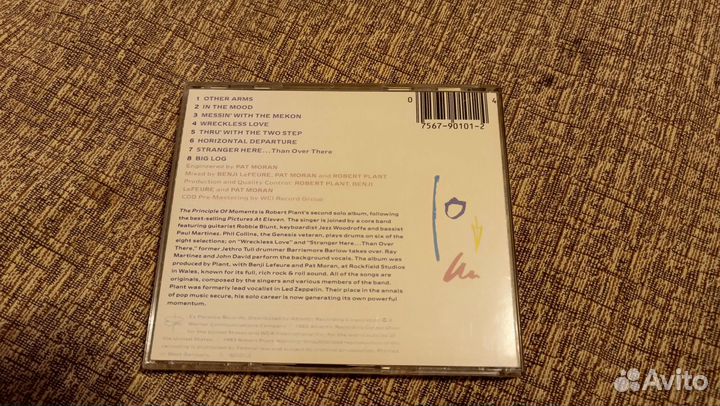 1 OTHER ARMS
2 IN THE MOOD
3 MESSIN' WITH THE MEKON
4 WRECKLESS LOVE
5 THRU' WITH THE TWO STEP
6 HORIZONTAL DEPARTURE
7 STRANGER HERE...Than Over There
8 BIG LOG
Engineered by PAT MORAN
Mixed by BENJI LeFEURE, PAT MORAN and ROBERT PLANT
Production and Quality Control: ROBERT PLANT, BENJI
LeFEURE and PAT MORAN
CDD Pre-Mastering by WCI Record Group
The Principle Of Moments is Robert Plant's second solo album, following
the best-selling Pictures At Eleven. The singer is joined by a core band
featuring guitarist Robbie Blunt, keyboardist Jezz Woodroffe and bassist
Paul Martinez. Phil Collins, the Genesis veteran, plays drums on six of the
eight selections; on "Wreckless Love" and "Stranger Here...Than Over
There," former Jethro Tull drummer Barriemore Barlow takes over. Ray
Martinez and John David perform the background vocals. The album was
produced by Plant, with Benji Lefeure and Pat Moran, at Rockfield Studios
in Wales, known for its full, rich rock & roll sound. All of the songs are
originals, composed by the singers and various members of the band.
Plant was formerly lead vocalist in Led Zeppelin. Their place in the annals
of pop music secure, his solo career is now generating its own powerful
momentum.
0 4
7567-90101-2
Avito